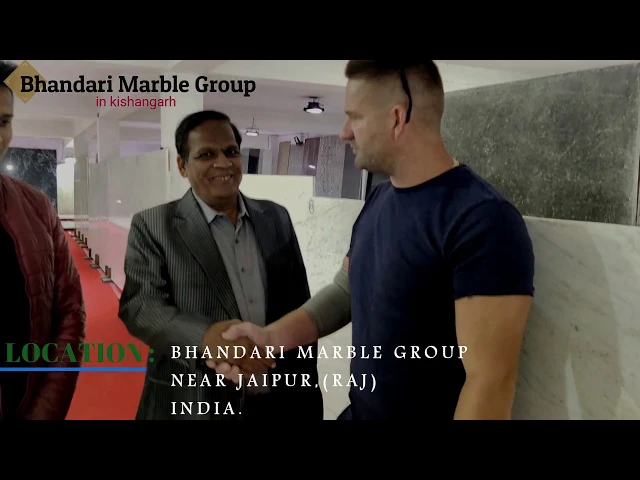 Bhandari Marble Group
in kishangarh
LOCATION: BHANDARI MARBLE GROUP
NEAR JAIPUR,(RAJ)
INDIA.